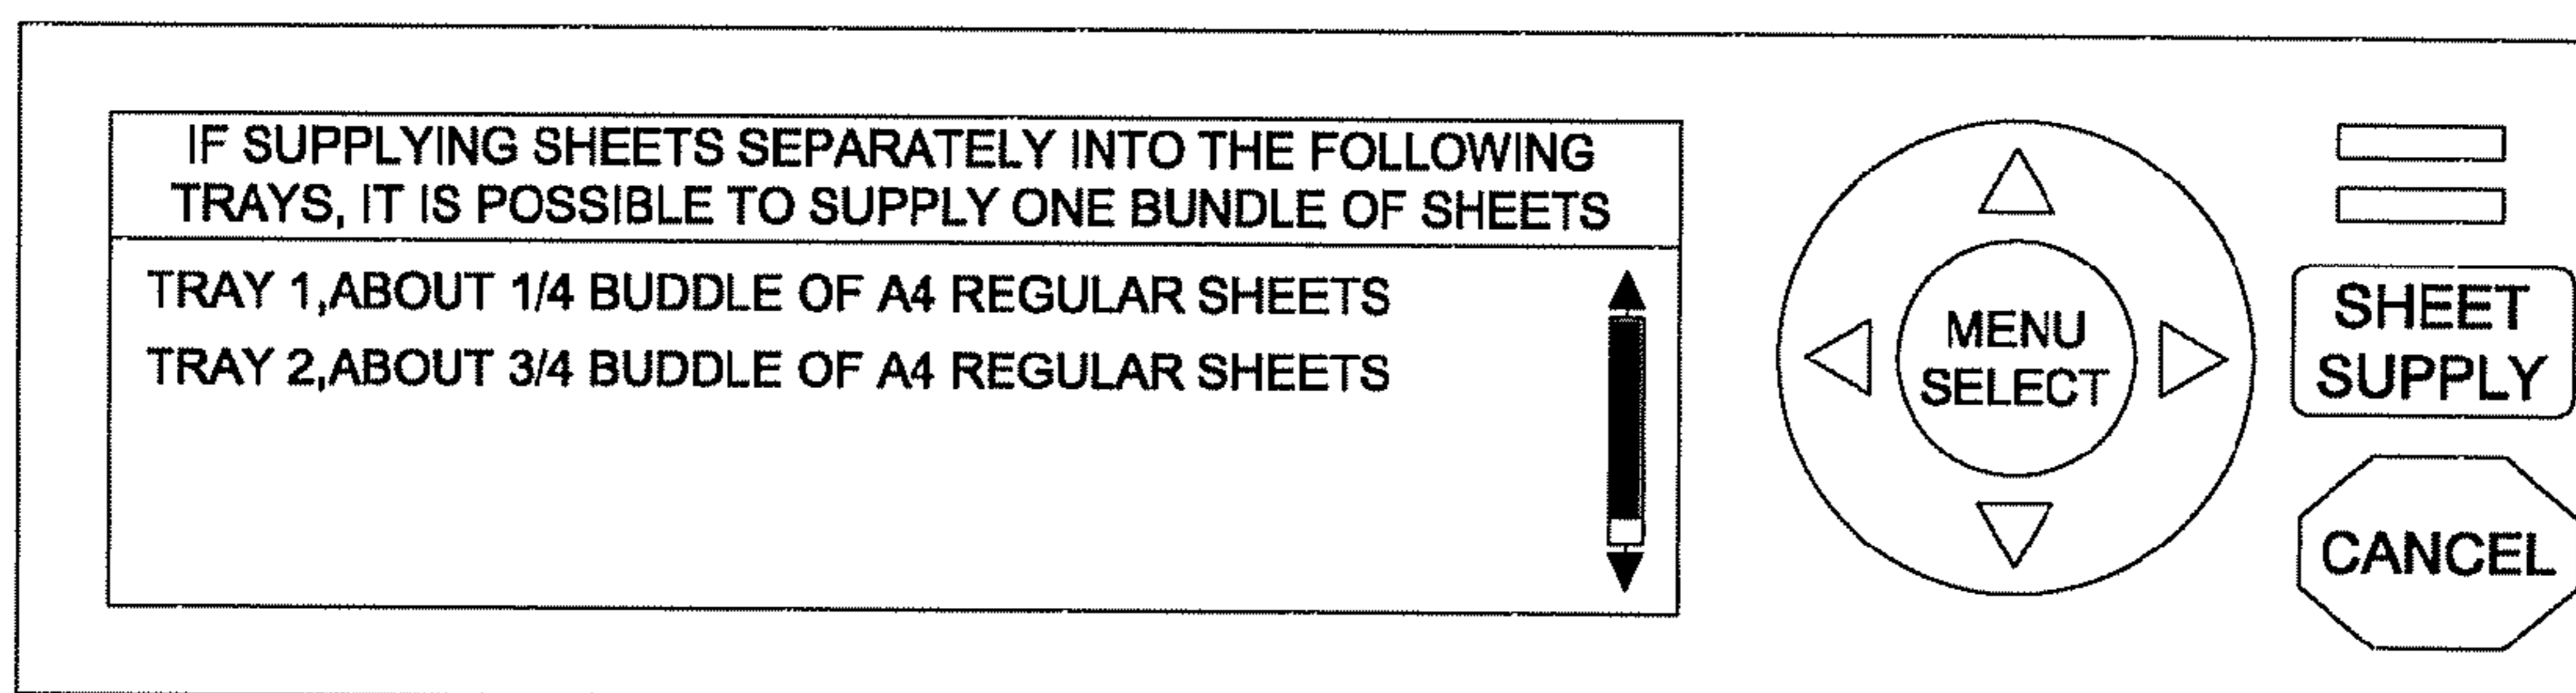 IF SUPPLYING SHEETS SEPARATELY INTO THE FOLLOWING
TRAYS, IT IS POSSIBLE TO SUPPLY ONE BUNDLE OF SHEETS
TRAY 1,ABOUT 1/4 BUDDLE OF A4 REGULAR SHEETS
TRAY 2,ABOUT 3/4 BUDDLE OF A4 REGULAR SHEETS
MENU
SELECT
SHEET
SUPPLY
CANCEL